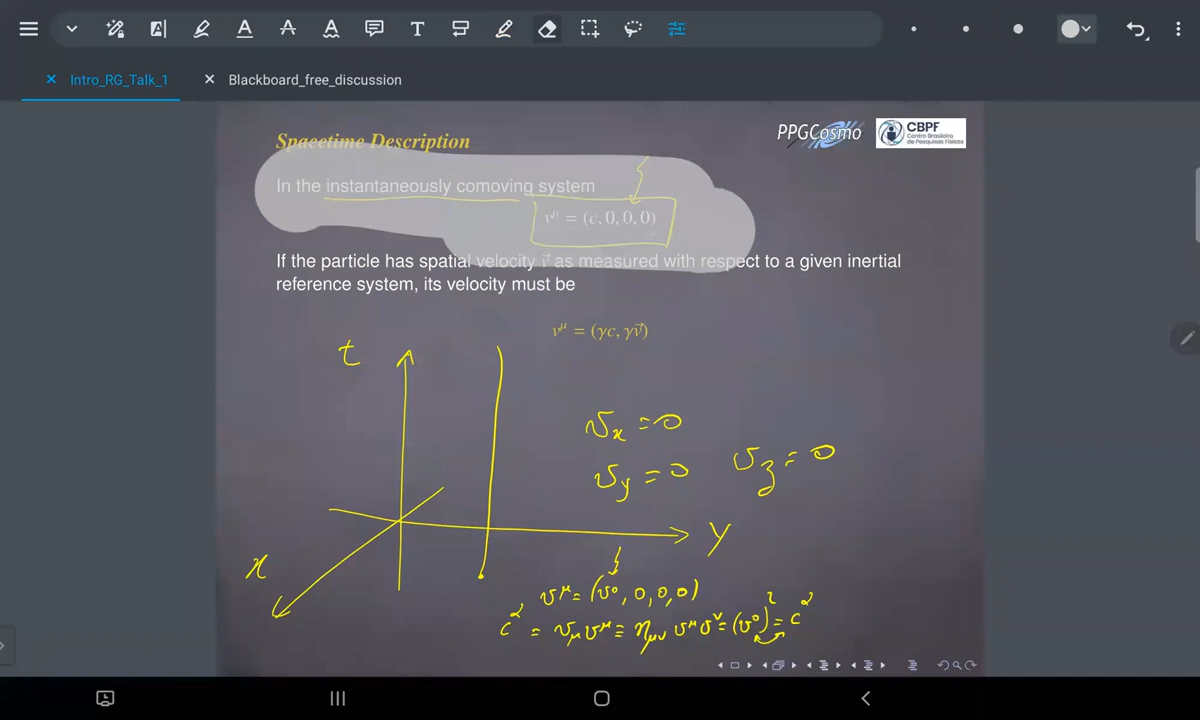 Intro_RG_Talk_1
Blackboard_free_discussion
Spacetime Description
PPGCosmo
CBPF
Centro Brasileiro
de Pesquisas Físicas
In the instantaneously comoving system
v^μ = (c, 0, 0, 0)
If the particle has spatial velocity v⃗ as measured with respect to a given inertial
reference system, its velocity must be
v^μ = (γc, γv⃗)
t
v_x = 0
v_y = 0 v_z = 0
y
x
v^μ = (v^0, 0, 0, 0)
c^2 = v_μ v^μ = η_μν v^μ v^ν = (v^0)^2 = c^2